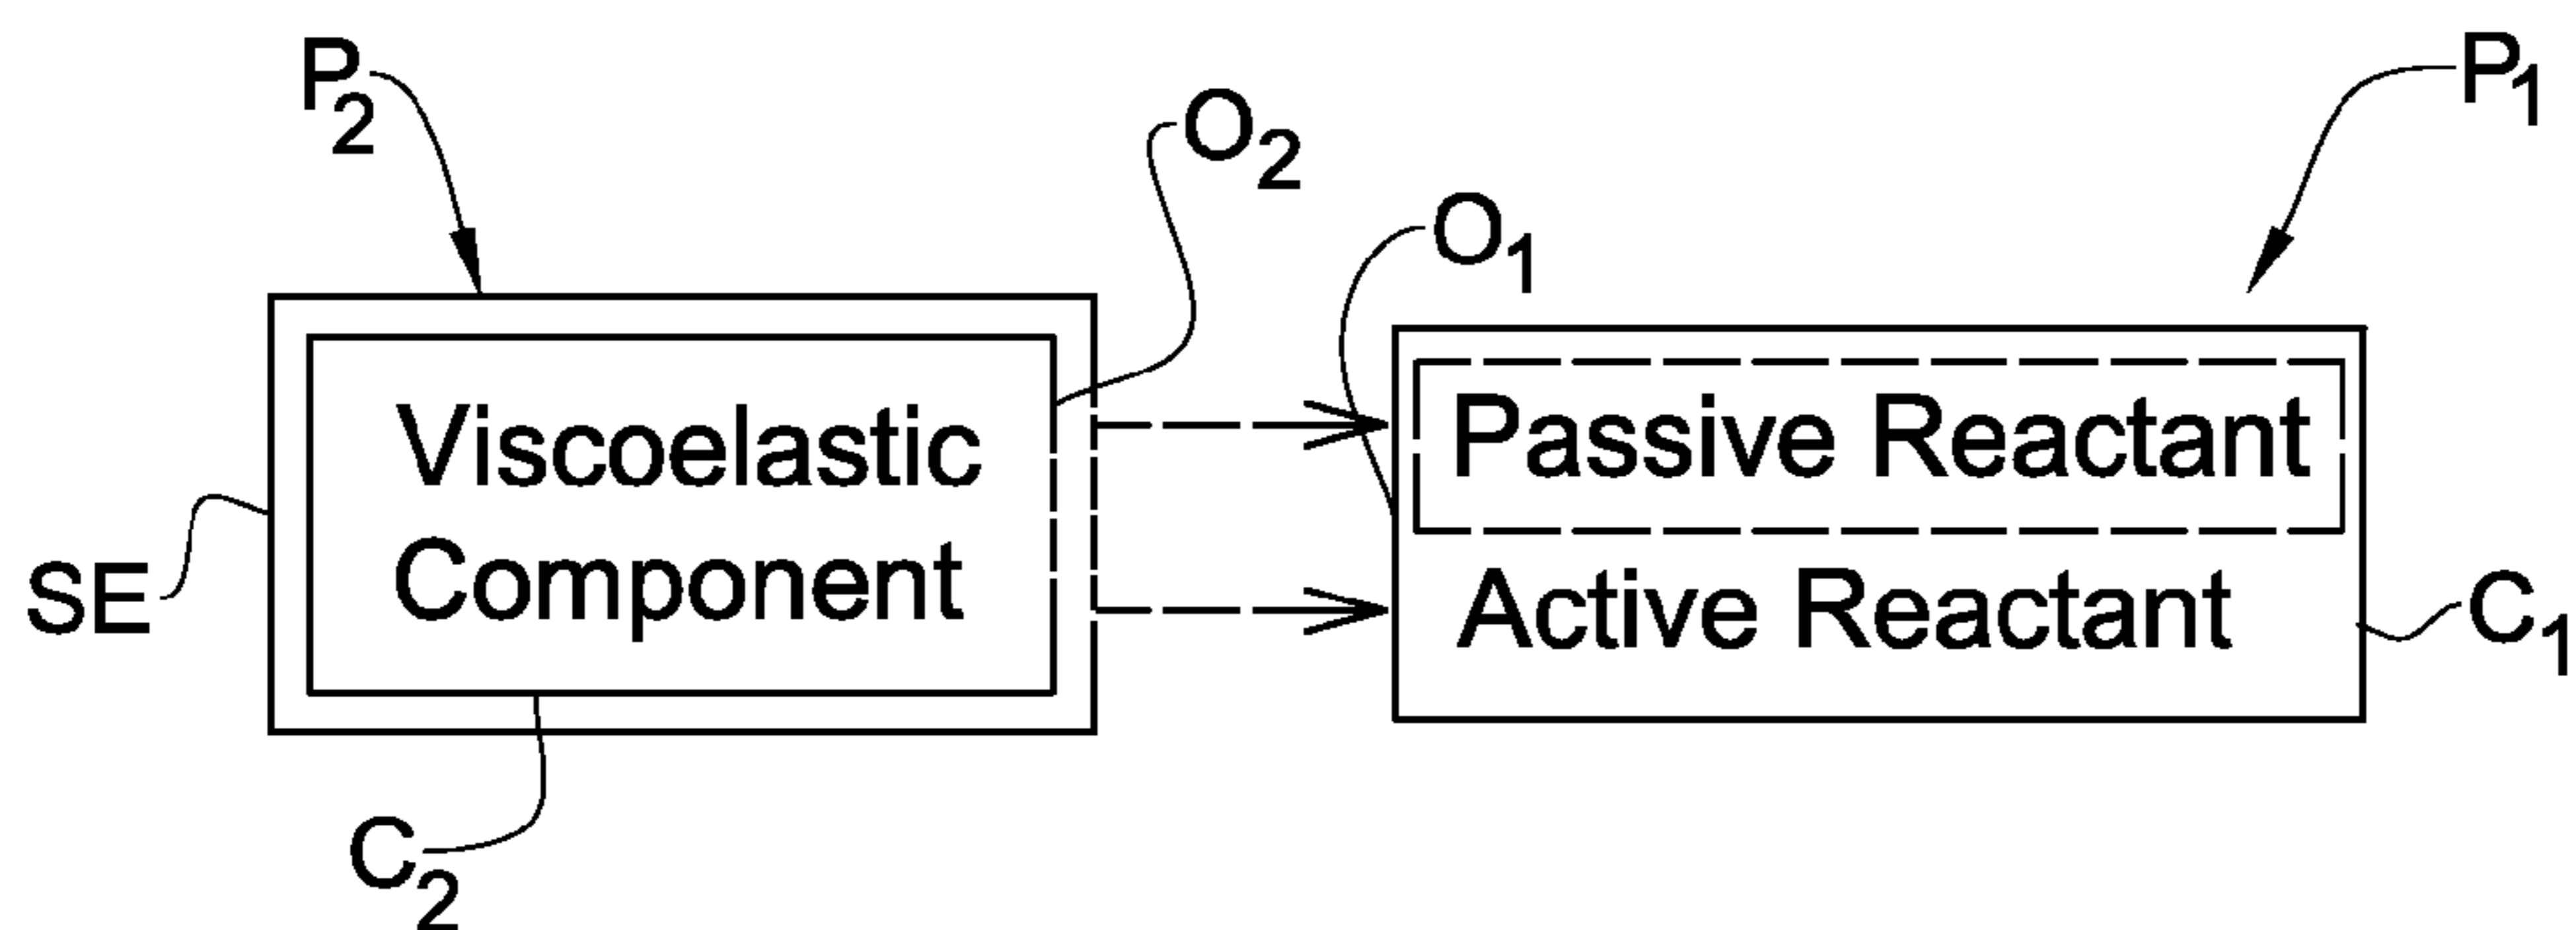 P2
P1
O2
O1
Viscoelastic
Component
Passive Reactant
Active Reactant
SE
C1
C2